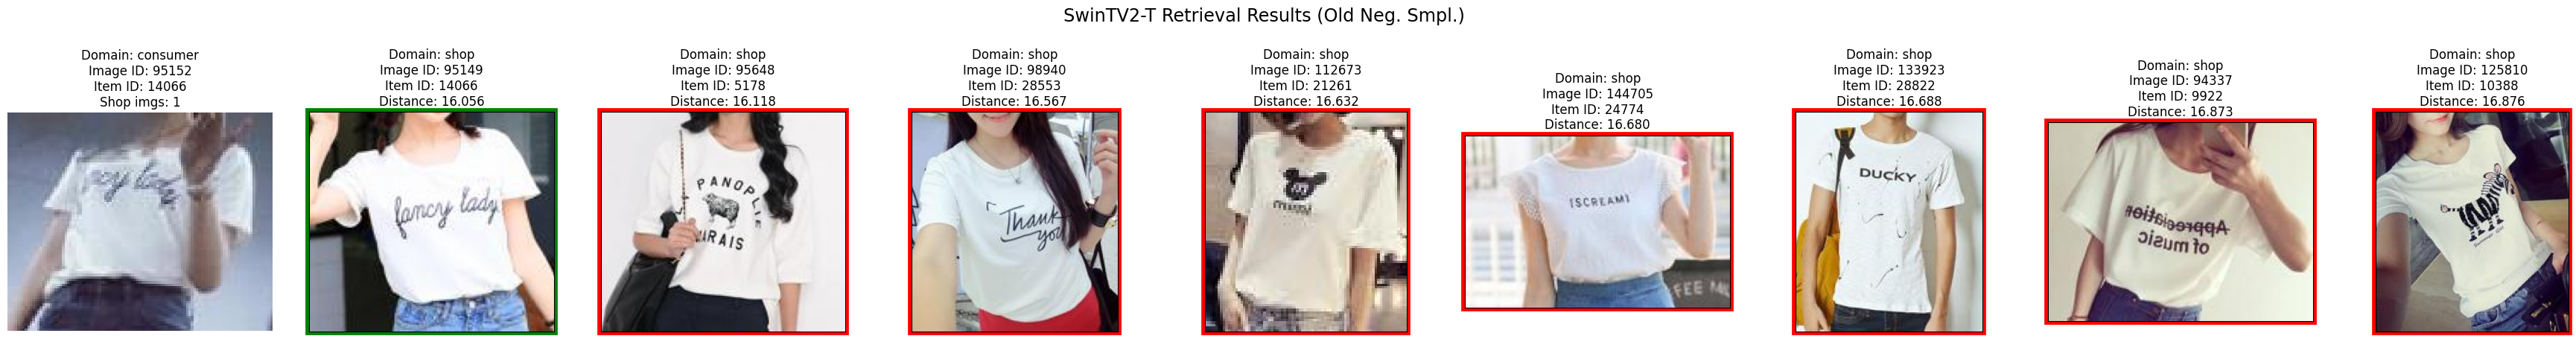 SwinTV2-T Retrieval Results (Old Neg. Smpl.)
Domain: consumer
Image ID: 95152
Item ID: 14066
Shop imgs: 1
Domain: shop
Image ID: 95149
Item ID: 14066
Distance: 16.056
fancy lady
Domain: shop
Image ID: 95648
Item ID: 5178
Distance: 16.118
PANOPLIE
ARAIS
Domain: shop
Image ID: 98940
Item ID: 28553
Distance: 16.567
Thank
you
Domain: shop
Image ID: 112673
Item ID: 21261
Distance: 16.632
Domain: shop
Image ID: 144705
Item ID: 24774
Distance: 16.680
[SCREAM]
FEE
Domain: shop
Image ID: 133923
Item ID: 28822
Distance: 16.688
DUCKY
Domain: shop
Image ID: 94337
Item ID: 9922
Distance: 16.873
Appreciation
of music
Domain: shop
Image ID: 125810
Item ID: 10388
Distance: 16.876